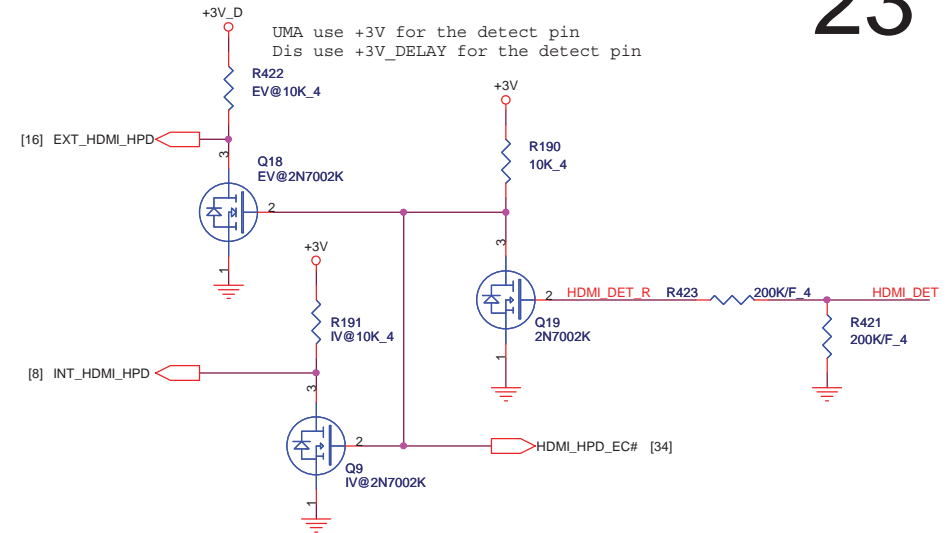 +3V_D
23
UMA use +3V for the detect pin
Dis use +3V_DELAY for the detect pin
R422
EV@10K_4
+3V
[16] EXT_HDMI_HPD
R190
10K_4
3
Q18
EV@2N7002K
2
+3V
3
1
HDMI_DET_R
R423
200K/F_4
HDMI_DET
2
R191
IV@10K_4
Q19
2N7002K
R421
200K/F_4
1
[8] INT_HDMI_HPD
3
2
HDMI_HPD_EC# [34]
Q9
IV@2N7002K
1